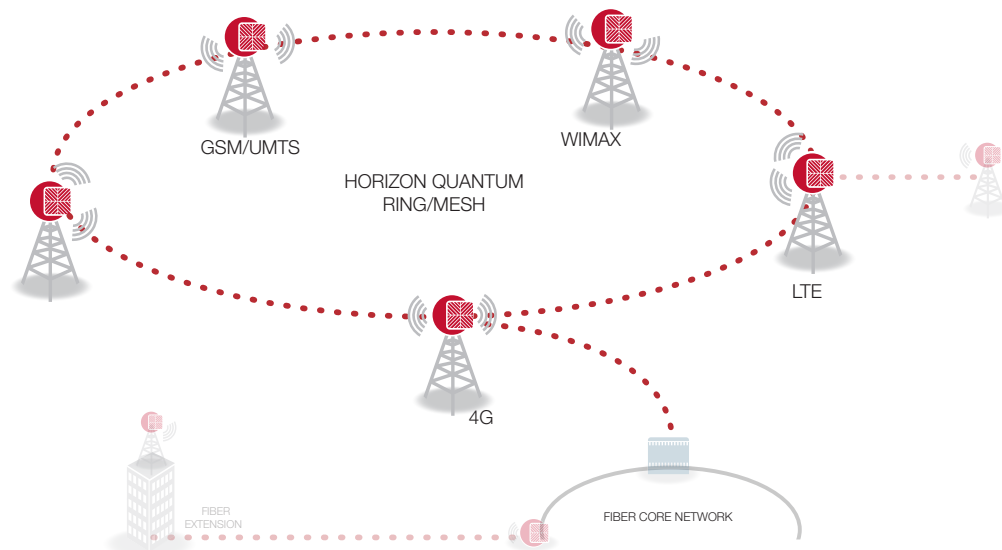 GSM/UMTS
WIMAX
HORIZON QUANTUM
RING/MESH
LTE
4G
FIBER
EXTENSION
FIBER CORE NETWORK